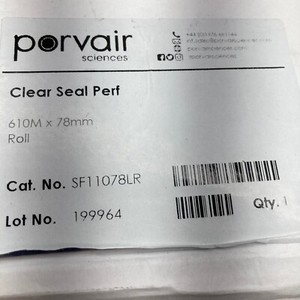 porvair
sciences
Clear Seal Perf
610M x 78mm
Roll
Cat. No. SF11078LR
Lot No. 199964
Qty. 1